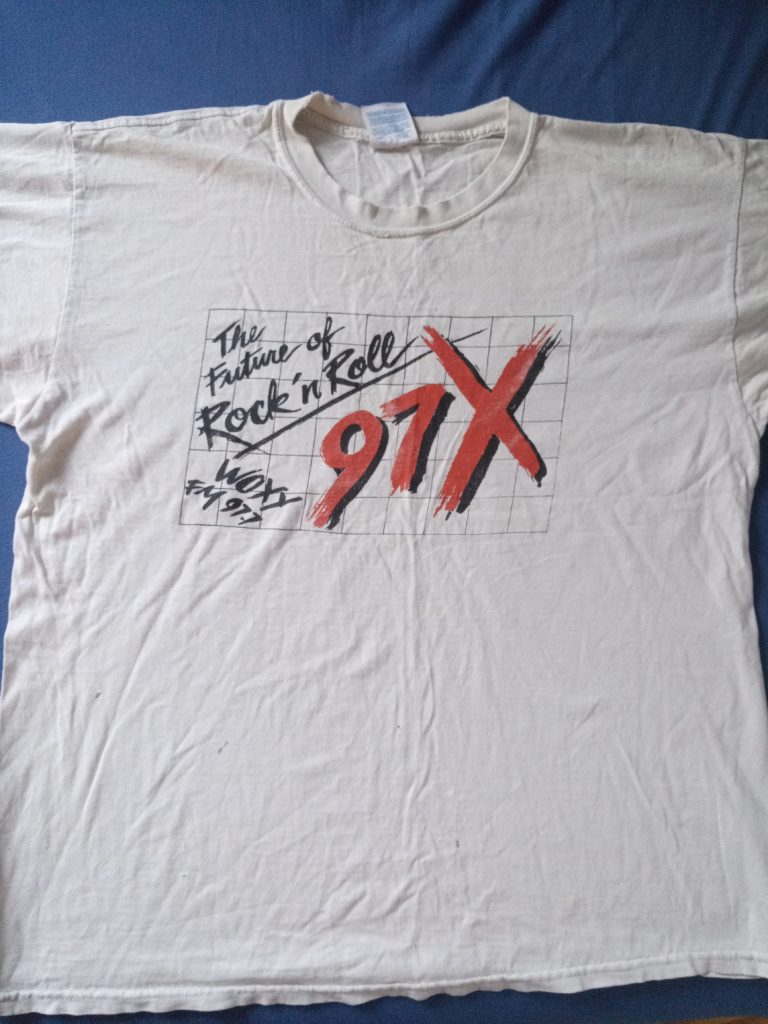 The
Future of
Rock 'n Roll
97X
WOXY
FM 97.7